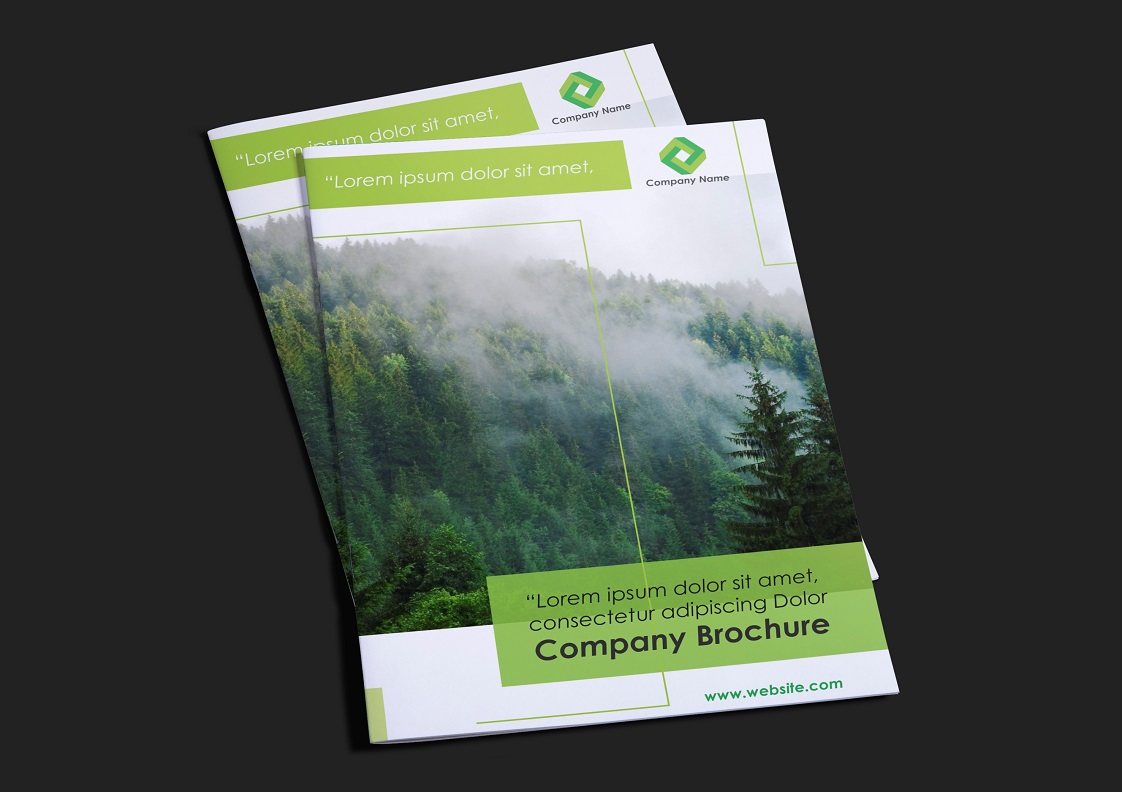 “Lorem ipsum dolor sit amet,
Company Name
“Lorem ipsum dolor sit amet,
Company Name
“Lorem ipsum dolor sit amet,
consectetur adipiscing Dolor
Company Brochure
www.website.com